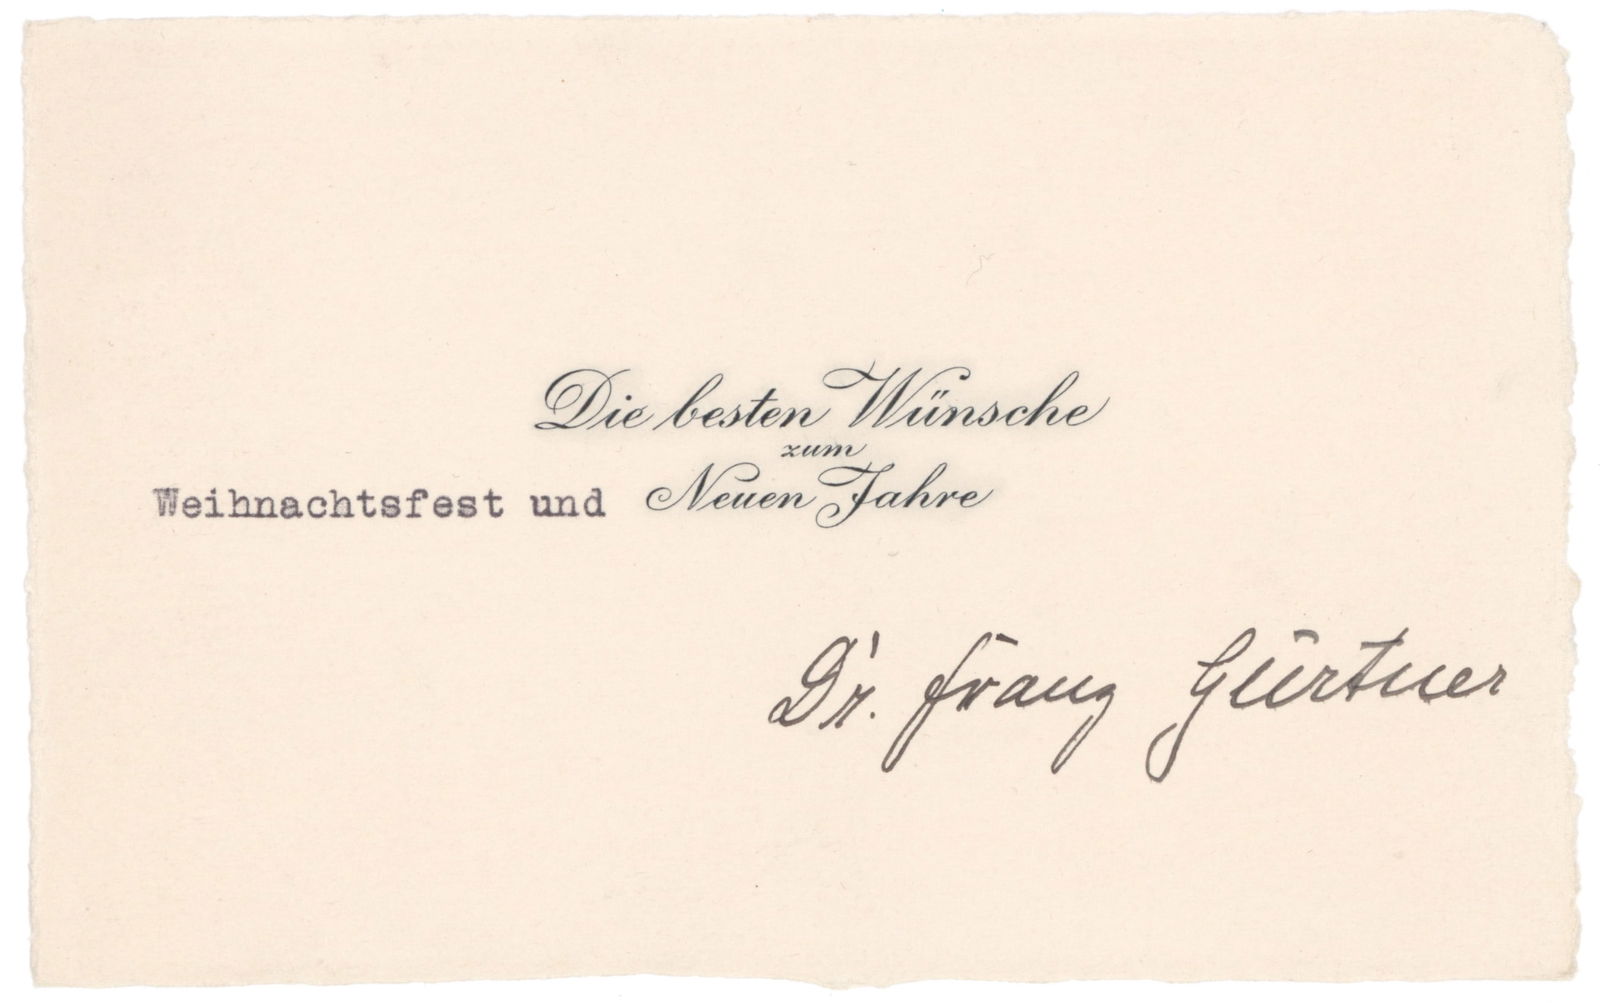 Die besten Wünsche
zum
Weihnachtsfest und Neuen Jahre
Dr. Franz Gürtner